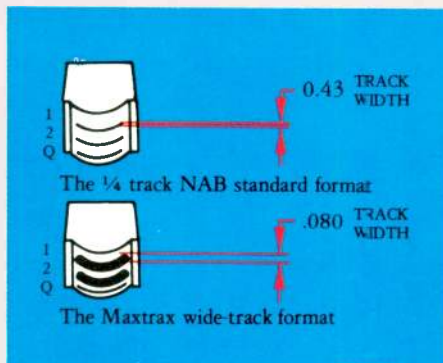 0.43 TRACK
WIDTH
1
2
Q
The ¼ track NAB standard format
.080 TRACK
WIDTH
1
2
Q
The Maxtrax wide-track format